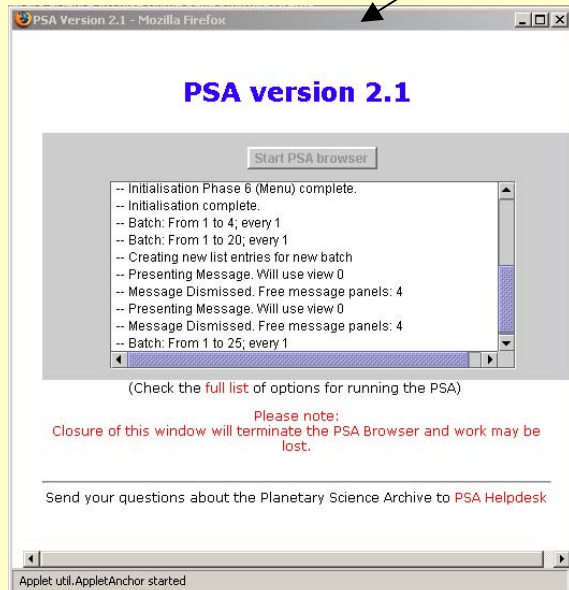 PSA Version 2.1 - Mozilla Firefox
PSA version 2.1
Start PSA browser
-- Initialisation Phase 6 (Menu) complete.
-- Initialisation complete.
-- Batch: From 1 to 4; every 1
-- Batch: From 1 to 20; every 1
-- Creating new list entries for new batch
-- Presenting Message. Will use view 0
-- Message Dismissed. Free message panels: 4
-- Presenting Message. Will use view 0
-- Message Dismissed. Free message panels: 4
-- Batch: From 1 to 25; every 1
(Check the full list of options for running the PSA)
Please note:
Closure of this window will terminate the PSA Browser and work may be
lost.
Send your questions about the Planetary Science Archive to PSA Helpdesk
Applet util.AppletAnchor started